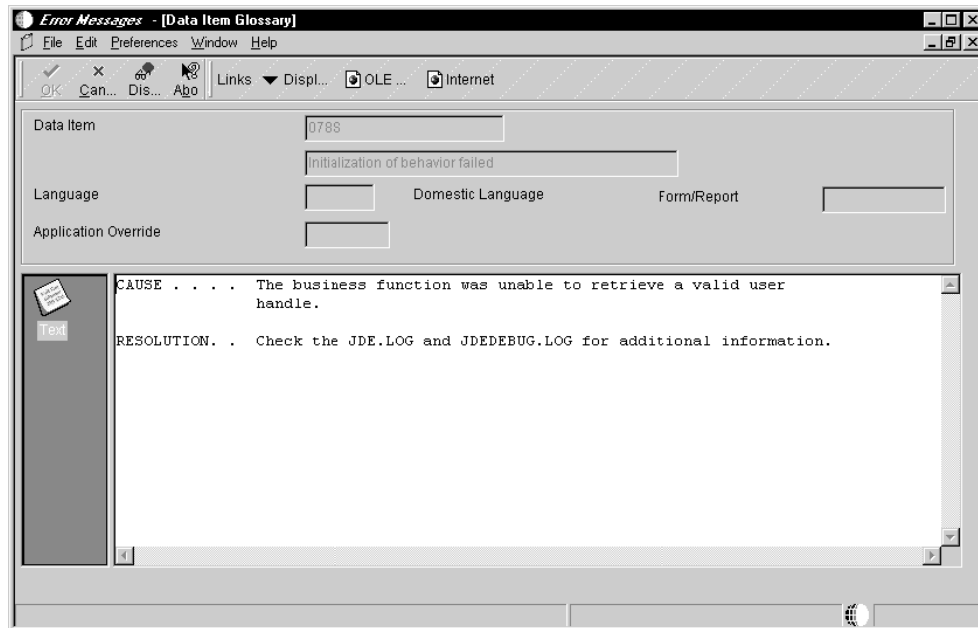 Error Messages - [Data Item Glossary]
File Edit Preferences Window Help
OK Can... Dis... Abo Links Displ... OLE ... Internet
Data Item 078S
Initialization of behavior failed
Language Domestic Language Form/Report
Application Override
Text
CAUSE . . . . The business function was unable to retrieve a valid user
handle.
RESOLUTION. . Check the JDE.LOG and JDEDEBUG.LOG for additional information.